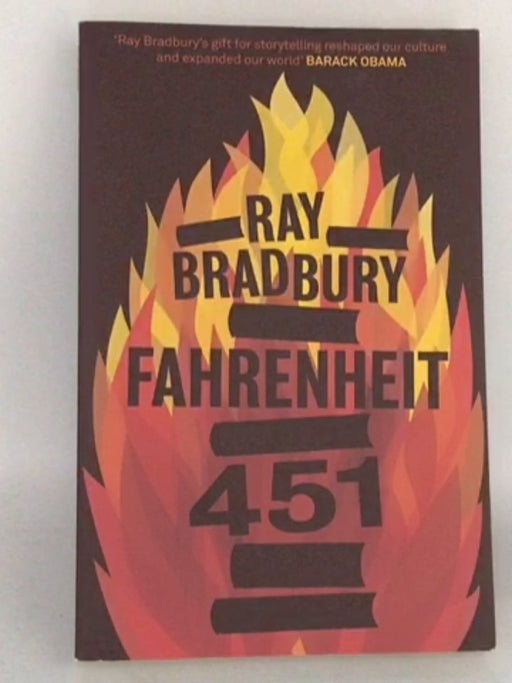 'Ray Bradbury's gift for storytelling reshaped our culture
and expanded our world' BARACK OBAMA
RAY
BRADBURY
FAHRENHEIT
451